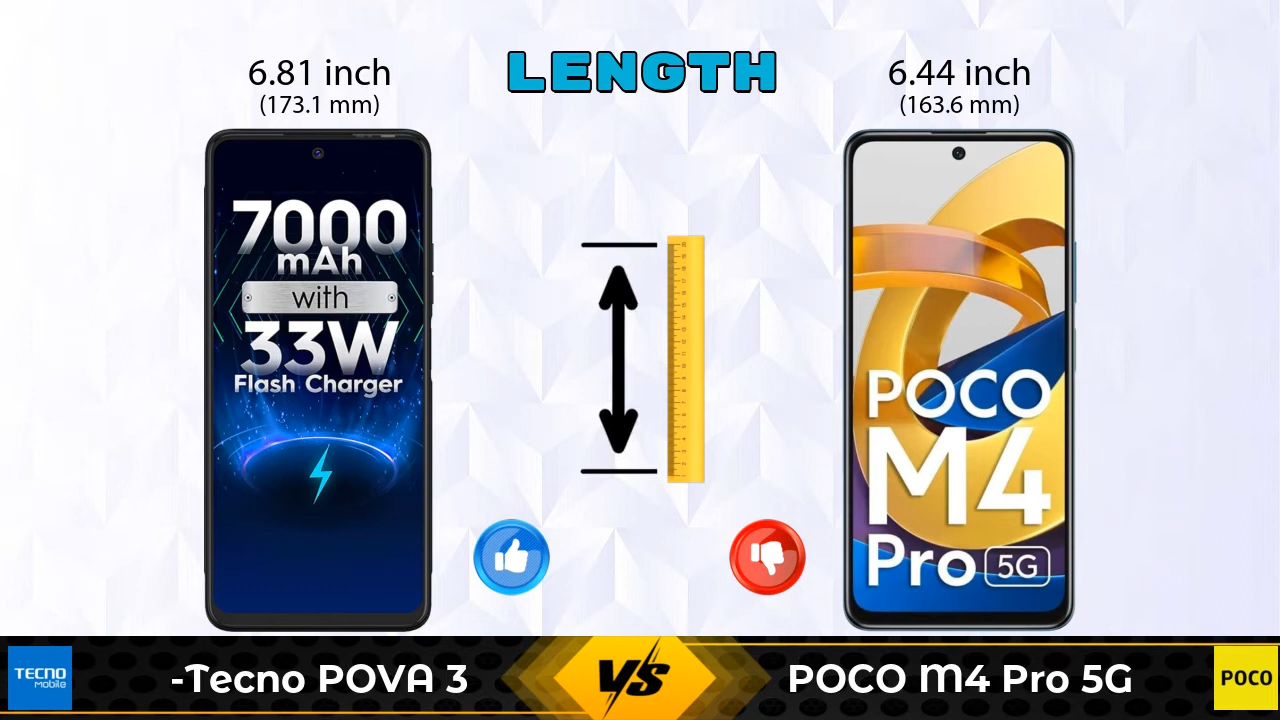 LENGTH
6.81 inch
(173.1 mm)
6.44 inch
(163.6 mm)
7000
mAh
with
33W
Flash Charger
POCO
M4
Pro 5G
TECNO
mobile
-Tecno POVA 3
VS
POCO M4 Pro 5G
POCO